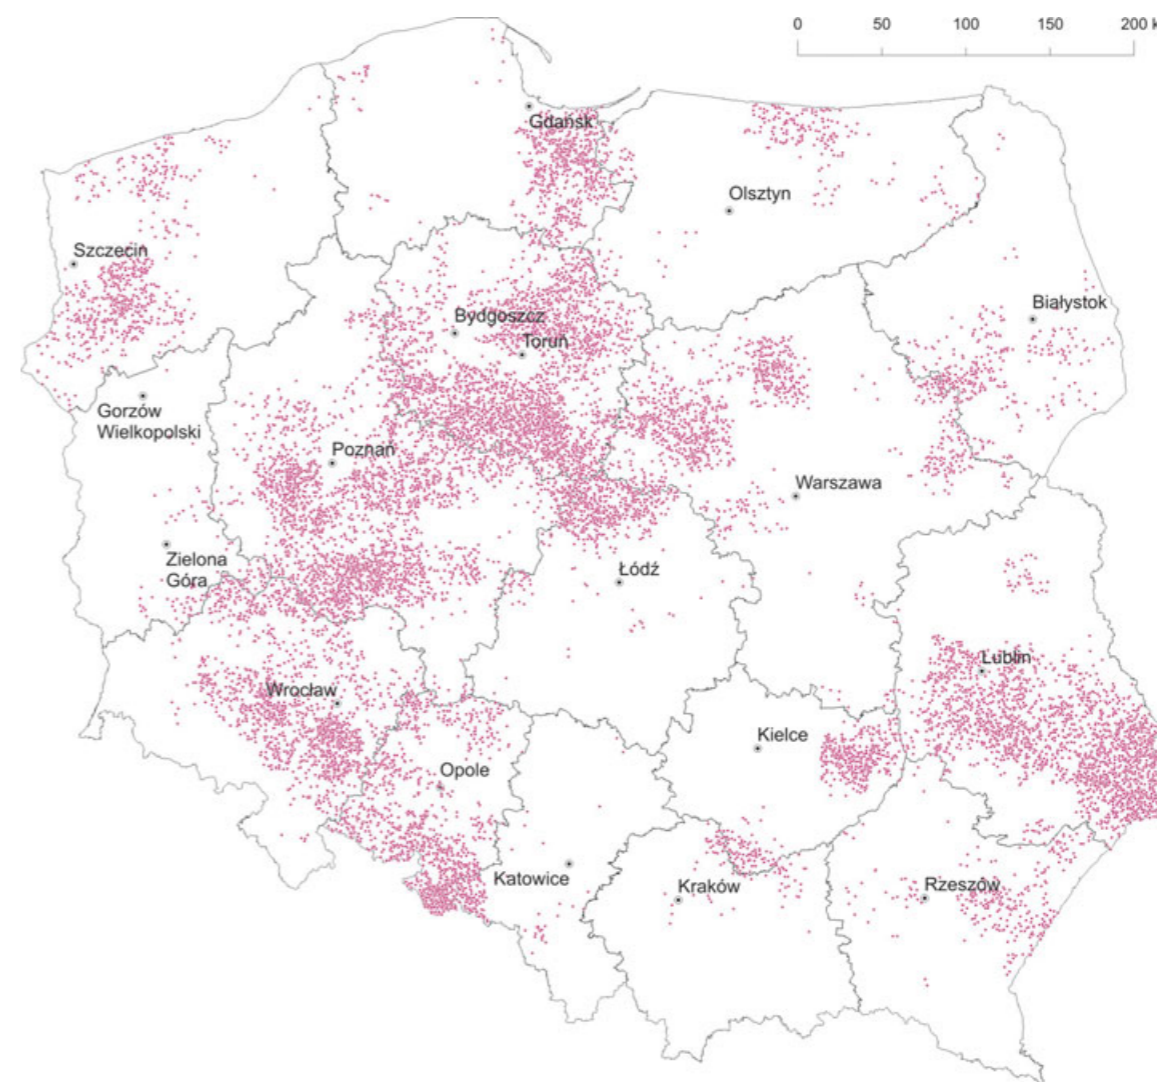 0 50 100 150 200 k
Gdańsk
Olsztyn
Szczecin
Białystok
Bydgoszcz
Toruń
Gorzów
Wielkopolski
Poznań
Warszawa
Zielona
Góra
Łódź
Lublin
Wrocław
Kielce
Opole
Katowice
Kraków
Rzeszów